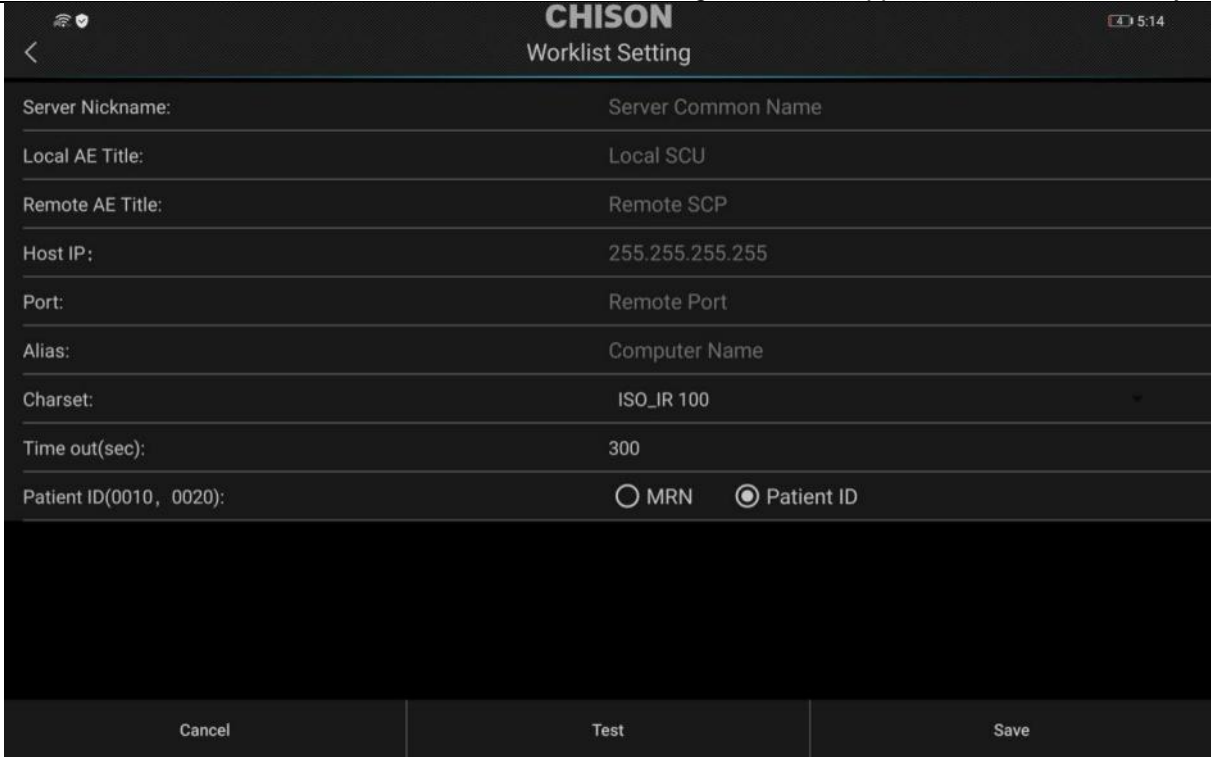 CHISON
4 5:14
Worklist Setting
Server Nickname: Server Common Name
Local AE Title: Local SCU
Remote AE Title: Remote SCP
Host IP： 255.255.255.255
Port: Remote Port
Alias: Computer Name
Charset: ISO_IR 100
Time out(sec): 300
Patient ID(0010，0020): MRN Patient ID
Cancel Test Save